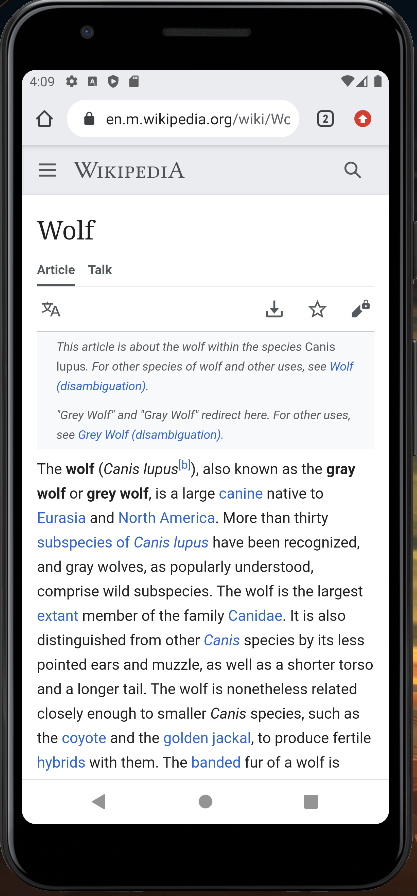 4:09
en.m.wikipedia.org/wiki/Wo
2
WIKIPEDIA
Wolf
Article Talk
This article is about the wolf within the species Canis
lupus. For other species of wolf and other uses, see Wolf
(disambiguation).
"Grey Wolf" and "Gray Wolf" redirect here. For other uses,
see Grey Wolf (disambiguation).
The wolf (Canis lupus[b]), also known as the gray
wolf or grey wolf, is a large canine native to
Eurasia and North America. More than thirty
subspecies of Canis lupus have been recognized,
and gray wolves, as popularly understood,
comprise wild subspecies. The wolf is the largest
extant member of the family Canidae. It is also
distinguished from other Canis species by its less
pointed ears and muzzle, as well as a shorter torso
and a longer tail. The wolf is nonetheless related
closely enough to smaller Canis species, such as
the coyote and the golden jackal, to produce fertile
hybrids with them. The banded fur of a wolf is